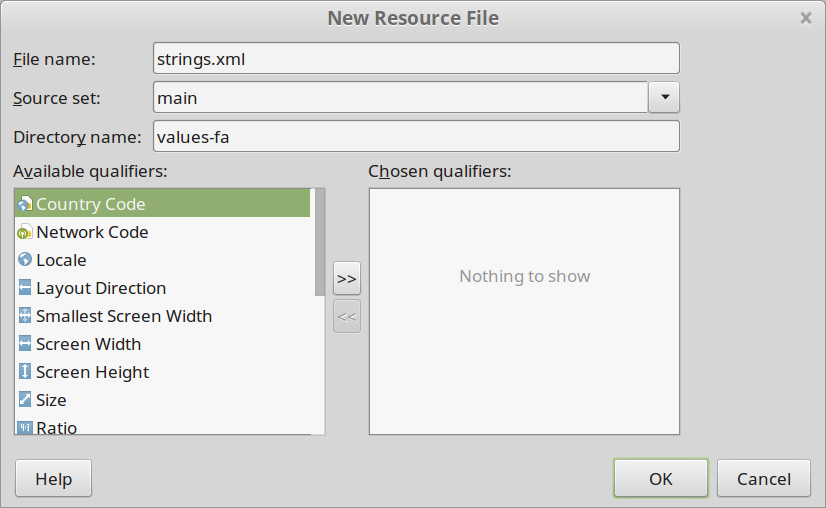 New Resource File
File name: strings.xml
Source set: main
Directory name: values-fa
Available qualifiers:
Chosen qualifiers:
Country Code
Network Code
Locale
Layout Direction
Smallest Screen Width
Screen Width
Screen Height
Size
Ratio
>>
<<
Nothing to show
Help
OK
Cancel